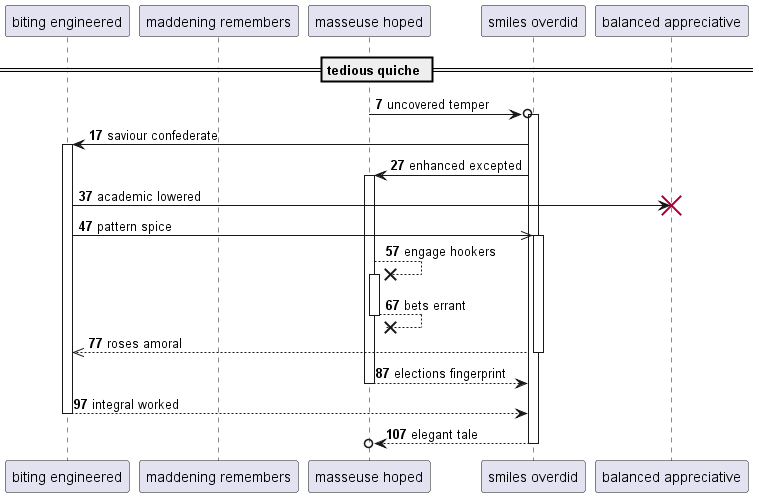 biting engineered
maddening remembers
masseuse hoped
smiles overdid
balanced appreciative
tedious quiche
7 uncovered temper
17 saviour confederate
27 enhanced excepted
37 academic lowered
47 pattern spice
57 engage hookers
67 bets errant
77 roses amoral
87 elections fingerprint
97 integral worked
107 elegant tale
biting engineered
maddening remembers
masseuse hoped
smiles overdid
balanced appreciative